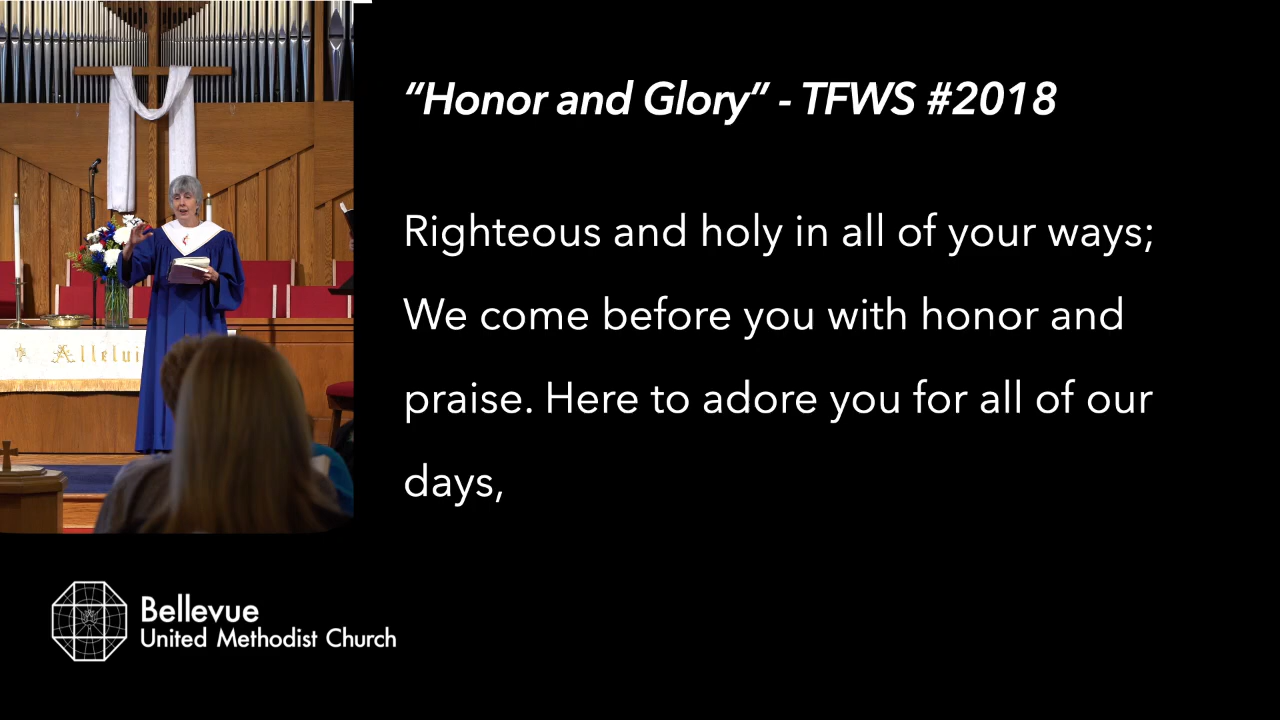 “Honor and Glory” - TFWS #2018
Righteous and holy in all of your ways;
We come before you with honor and
praise. Here to adore you for all of our
days,
Allelui
Bellevue
United Methodist Church